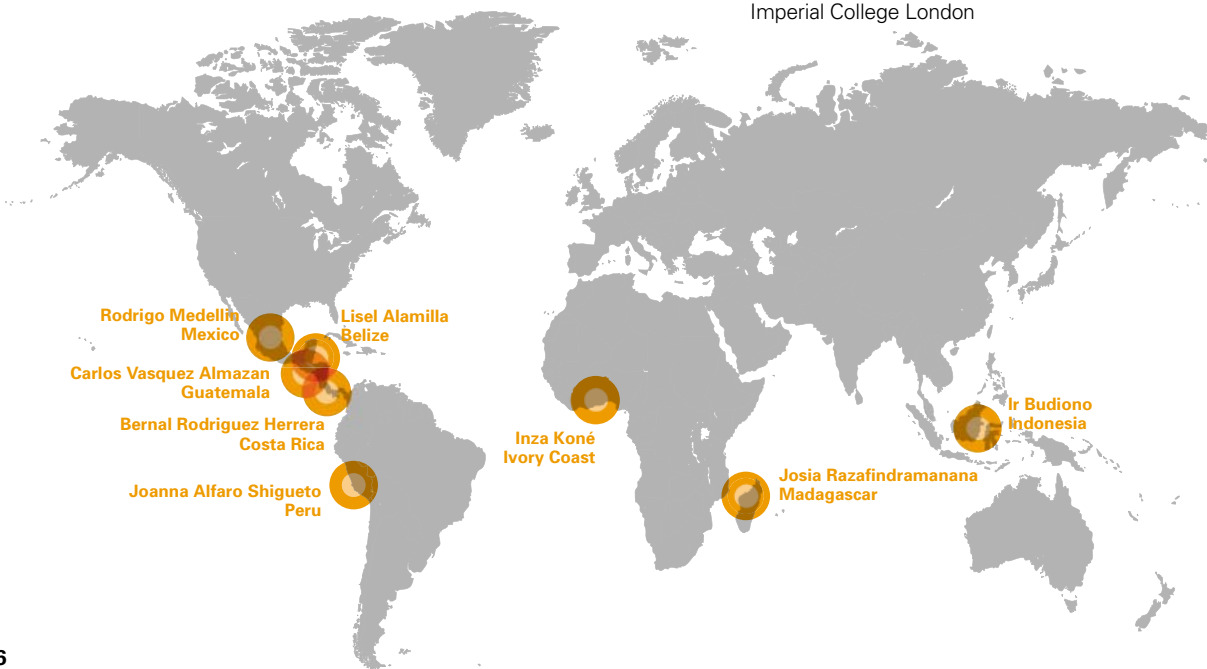 Imperial College London
Rodrigo Medellin
Mexico
Lisel Alamilla
Belize
Carlos Vasquez Almazan
Guatemala
Bernal Rodriguez Herrera
Costa Rica
Joanna Alfaro Shigueto
Peru
Inza Koné
Ivory Coast
Josia Razafindramanana
Madagascar
Ir Budiono
Indonesia
6